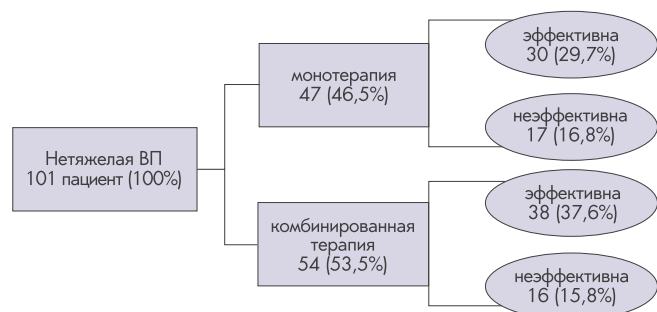 Нетяжелая ВП
101 пациент (100%)
монотерапия
47 (46,5%)
эффективна
30 (29,7%)
неэффективна
17 (16,8%)
комбинированная
терапия
54 (53,5%)
эффективна
38 (37,6%)
неэффективна
16 (15,8%)